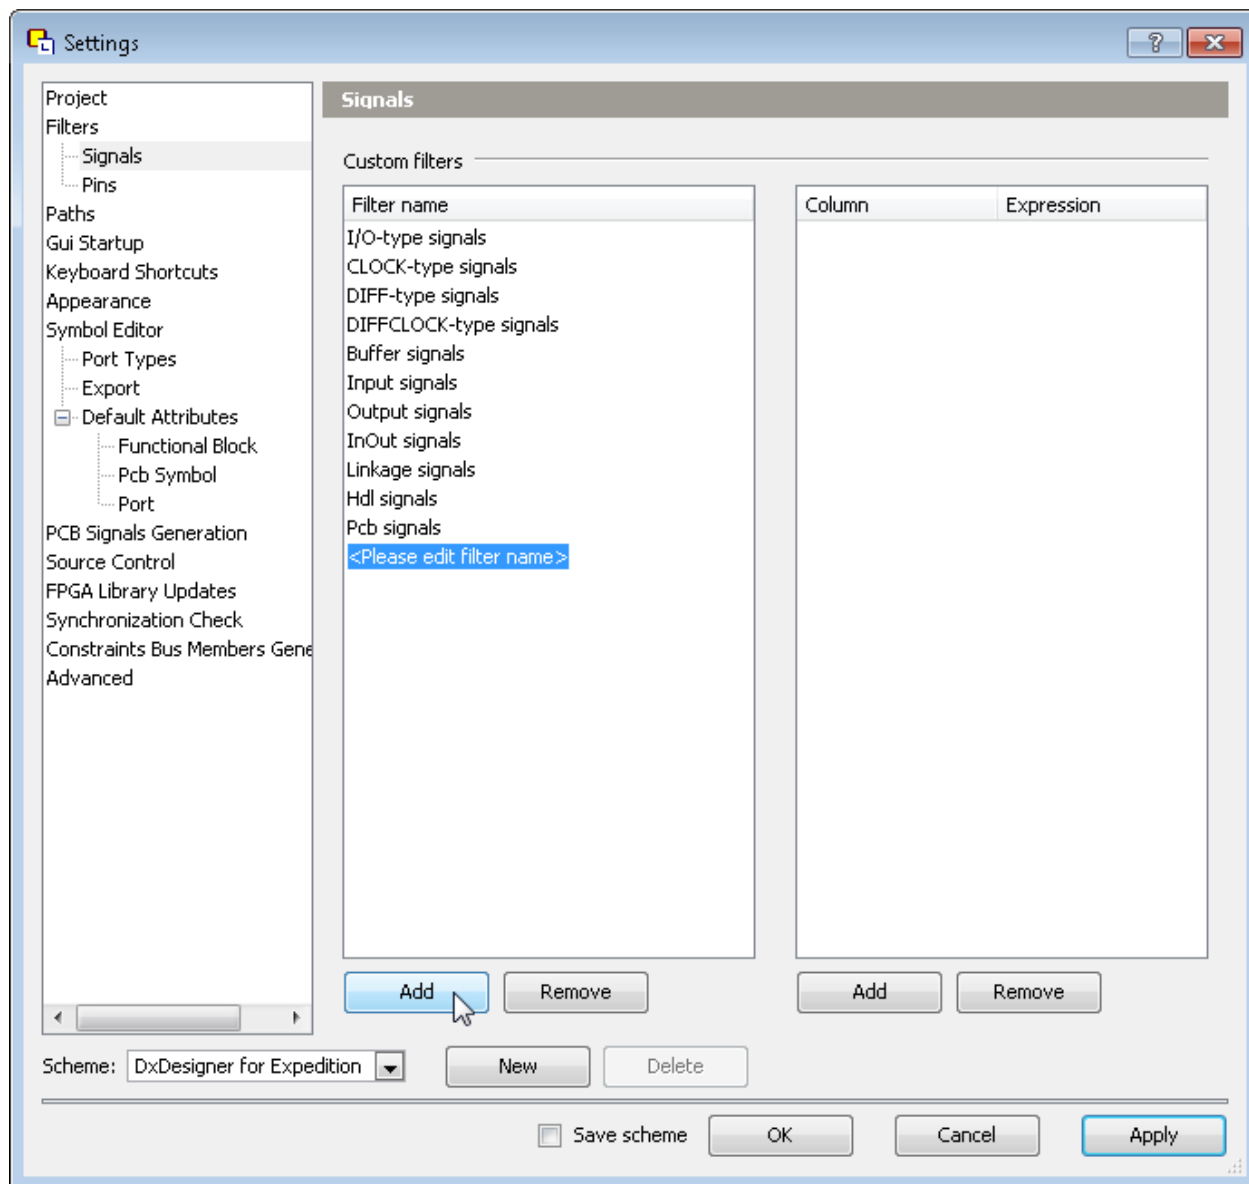 Settings
?
Project
Filters
Signals
Pins
Paths
Gui Startup
Keyboard Shortcuts
Appearance
Symbol Editor
Port Types
Export
Default Attributes
Functional Block
Pcb Symbol
Port
PCB Signals Generation
Source Control
FPGA Library Updates
Synchronization Check
Constraints Bus Members Gene
Advanced
Signals
Custom filters
Filter name
I/O-type signals
CLOCK-type signals
DIFF-type signals
DIFFCLOCK-type signals
Buffer signals
Input signals
Output signals
InOut signals
Linkage signals
Hdl signals
Pcb signals
<Please edit filter name>
Column Expression
Add Remove Add Remove
Scheme: DxDesigner for Expedition New Delete
Save scheme OK Cancel Apply